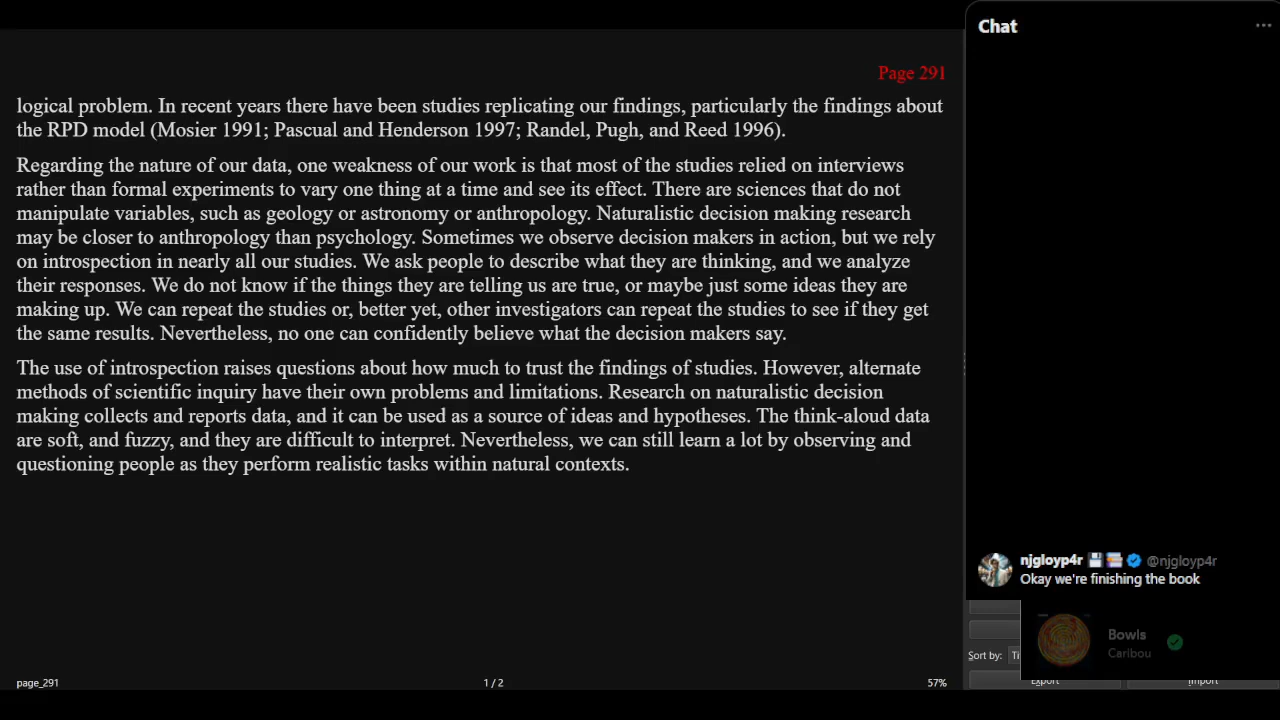 Chat
Page 291
logical problem. In recent years there have been studies replicating our findings, particularly the findings about
the RPD model (Mosier 1991; Pascual and Henderson 1997; Randel, Pugh, and Reed 1996).
Regarding the nature of our data, one weakness of our work is that most of the studies relied on interviews
rather than formal experiments to vary one thing at a time and see its effect. There are sciences that do not
manipulate variables, such as geology or astronomy or anthropology. Naturalistic decision making research
may be closer to anthropology than psychology. Sometimes we observe decision makers in action, but we rely
on introspection in nearly all our studies. We ask people to describe what they are thinking, and we analyze
their responses. We do not know if the things they are telling us are true, or maybe just some ideas they are
making up. We can repeat the studies or, better yet, other investigators can repeat the studies to see if they get
the same results. Nevertheless, no one can confidently believe what the decision makers say.
The use of introspection raises questions about how much to trust the findings of studies. However, alternate
methods of scientific inquiry have their own problems and limitations. Research on naturalistic decision
making collects and reports data, and it can be used as a source of ideas and hypotheses. The think-aloud data
are soft, and fuzzy, and they are difficult to interpret. Nevertheless, we can still learn a lot by observing and
questioning people as they perform realistic tasks within natural contexts.
njgloyp4r @njgloyp4r
Okay we're finishing the book
Bowls
Caribou
Sort by: Ti
Export Import
page_291 1 / 2 57%